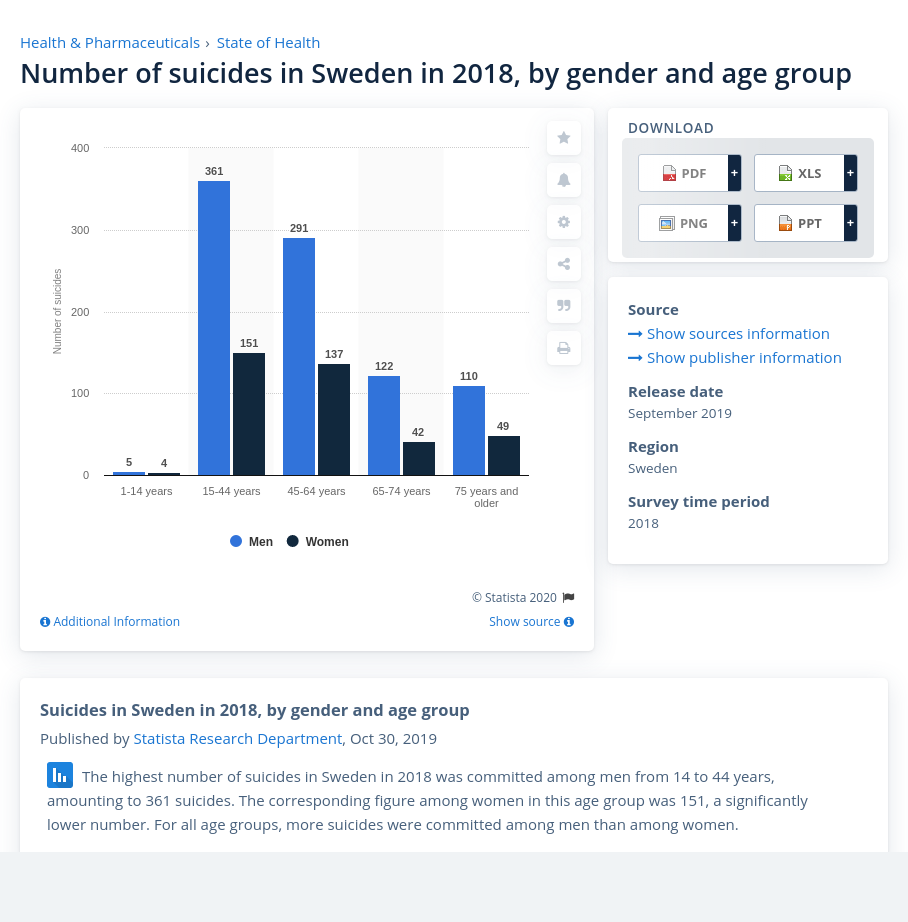 Health & Pharmaceuticals › State of Health
Number of suicides in Sweden in 2018, by gender and age group
400
300
200
100
0
Number of suicides
361
291
151
137
122
110
42
49
5
4
1-14 years
15-44 years
45-64 years
65-74 years
75 years and
older
Men
Women
© Statista 2020
Additional Information
Show source
DOWNLOAD
PDF +
XLS +
PNG +
PPT +
Source
Show sources information
Show publisher information
Release date
September 2019
Region
Sweden
Survey time period
2018
Suicides in Sweden in 2018, by gender and age group
Published by Statista Research Department, Oct 30, 2019
The highest number of suicides in Sweden in 2018 was committed among men from 14 to 44 years,
amounting to 361 suicides. The corresponding figure among women in this age group was 151, a significantly
lower number. For all age groups, more suicides were committed among men than among women.